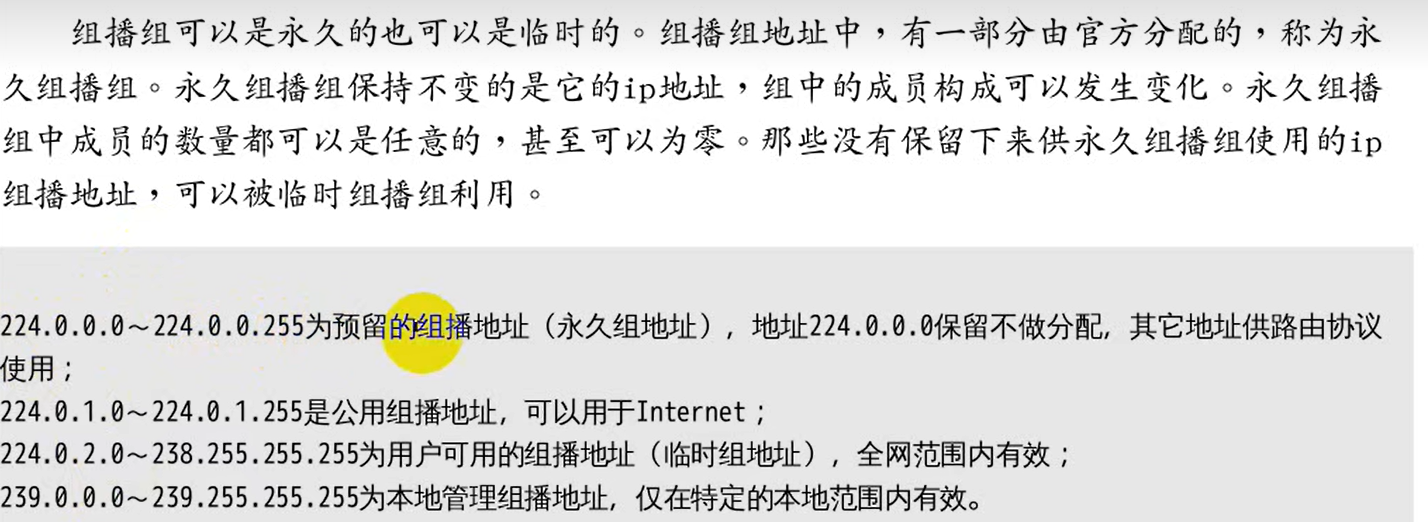 组播组可以是永久的也可以是临时的。组播组地址中，有一部分由官方分配的，称为永
久组播组。永久组播组保持不变的是它的ip地址，组中的成员构成可以发生变化。永久组播
组中成员的数量都可以是任意的，甚至可以为零。那些没有保留下来供永久组播组使用的ip
组播地址，可以被临时组播组利用。
224.0.0.0～224.0.0.255为预留的组播地址（永久组地址），地址224.0.0.0保留不做分配，其它地址供路由协议
使用；
224.0.1.0～224.0.1.255是公用组播地址，可以用于Internet；
224.0.2.0～238.255.255.255为用户可用的组播地址（临时组地址），全网范围内有效；
239.0.0.0～239.255.255.255为本地管理组播地址，仅在特定的本地范围内有效。